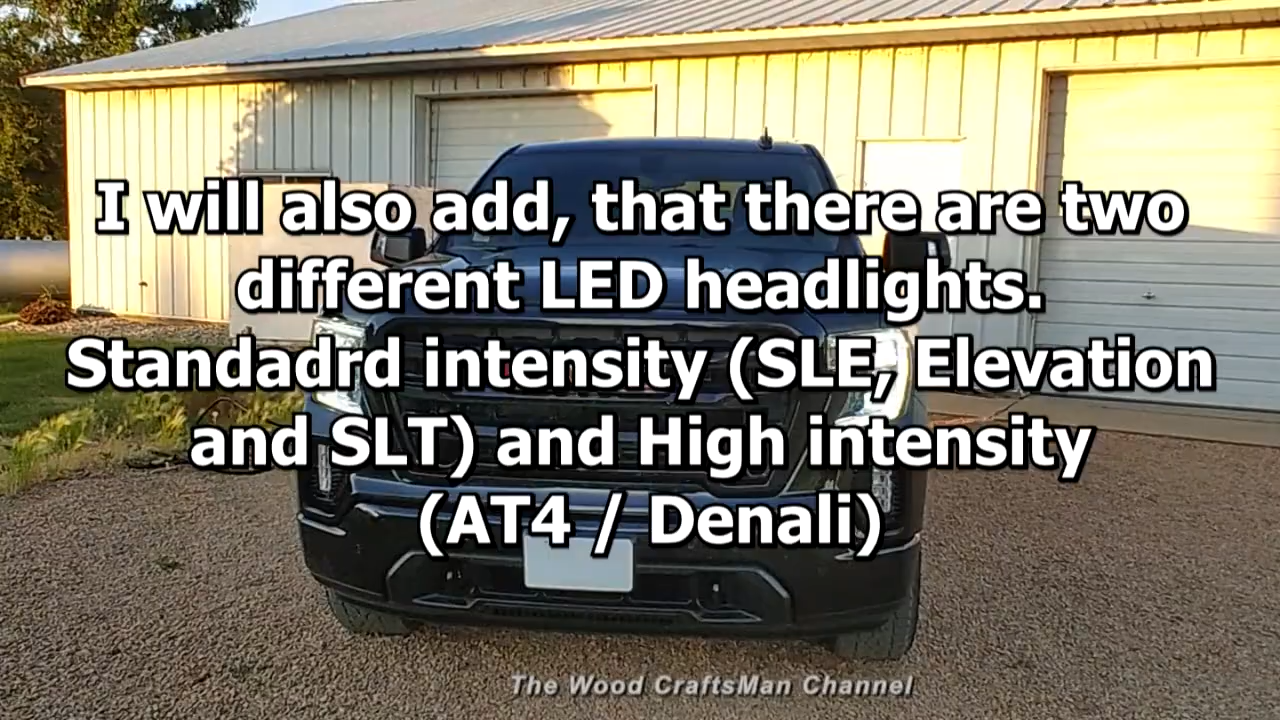 I will also add, that there are two
different LED headlights.
Standadrd intensity (SLE, Elevation
and SLT) and High intensity
(AT4 / Denali)
The Wood CraftsMan Channel